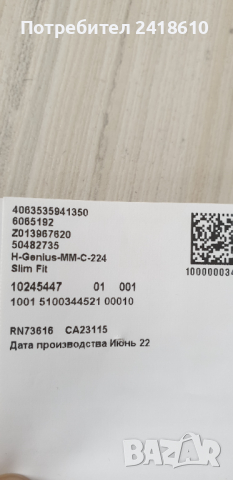 Потребител 2418610
4063535941350
6065192
Z013967620
50482735
H-Genius-MM-C-224
Slim Fit
10245447 01 001
1001 5100344521 00010
RN73616 CA23115
Дата производства Июнь 22
BAZAR